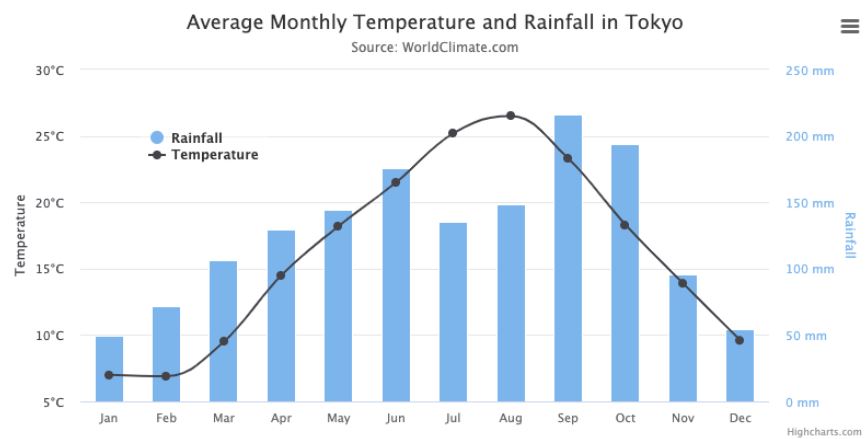 Average Monthly Temperature and Rainfall in Tokyo
Source: WorldClimate.com
30°C
250 mm
Rainfall
Temperature
25°C
200 mm
20°C
150 mm
Temperature
Rainfall
15°C
100 mm
10°C
50 mm
5°C
0 mm
Jan Feb Mar Apr May Jun Jul Aug Sep Oct Nov Dec
Highcharts.com